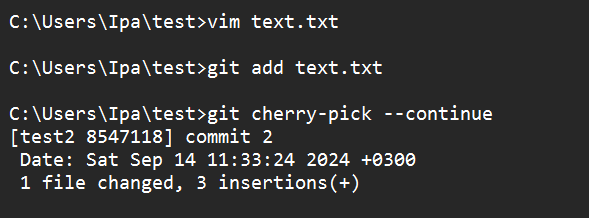 C:\Users\Ipa\test>vim text.txt
C:\Users\Ipa\test>git add text.txt
C:\Users\Ipa\test>git cherry-pick --continue
[test2 8547118] commit 2
 Date: Sat Sep 14 11:33:24 2024 +0300
 1 file changed, 3 insertions(+)